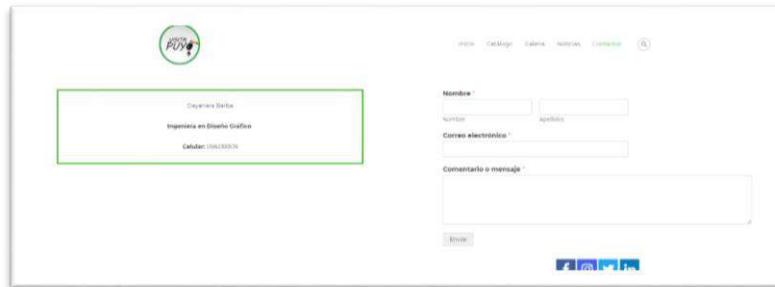 VISITA
PUYO
Inicio Catálogo Galería Noticias Contactos
Dayanara Barba
Ingeniera en Diseño Gráfico
Celular:
Nombre *
Nombre Apellidos
Correo electrónico *
Comentario o mensaje *
Enviar